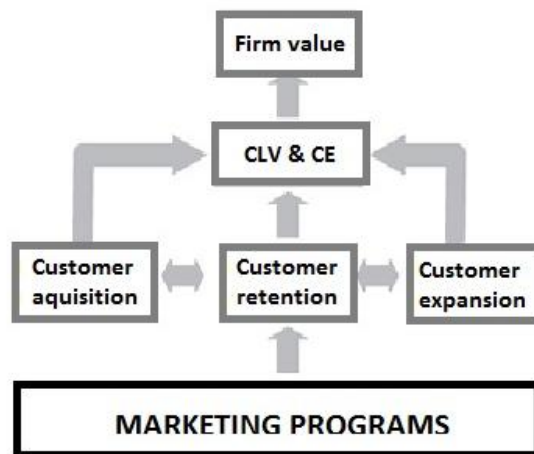 Firm value
CLV & CE
Customer
aquisition
Customer
retention
Customer
expansion
MARKETING PROGRAMS